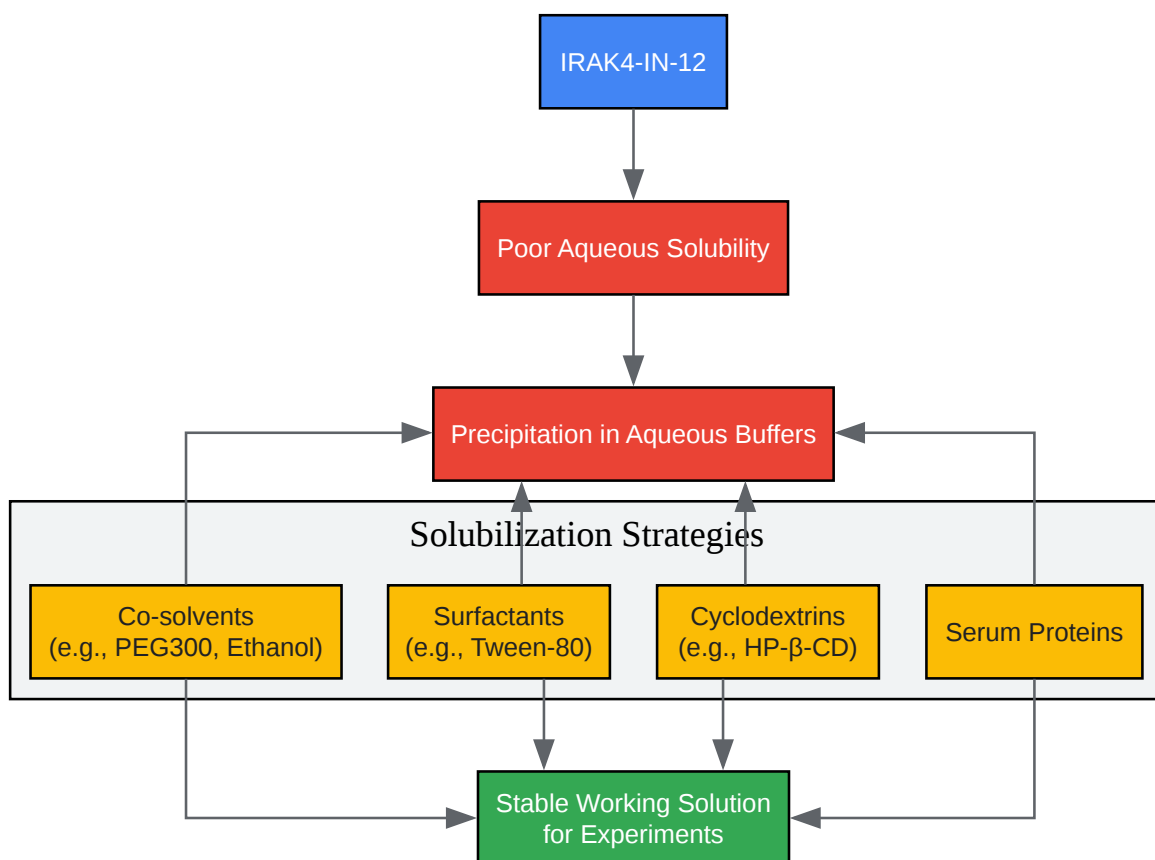 IRAK4-IN-12
Poor Aqueous Solubility
Precipitation in Aqueous Buffers
Solubilization Strategies
Co-solvents
(e.g., PEG300, Ethanol)
Surfactants
(e.g., Tween-80)
Cyclodextrins
(e.g., HP-β-CD)
Serum Proteins
Stable Working Solution
for Experiments